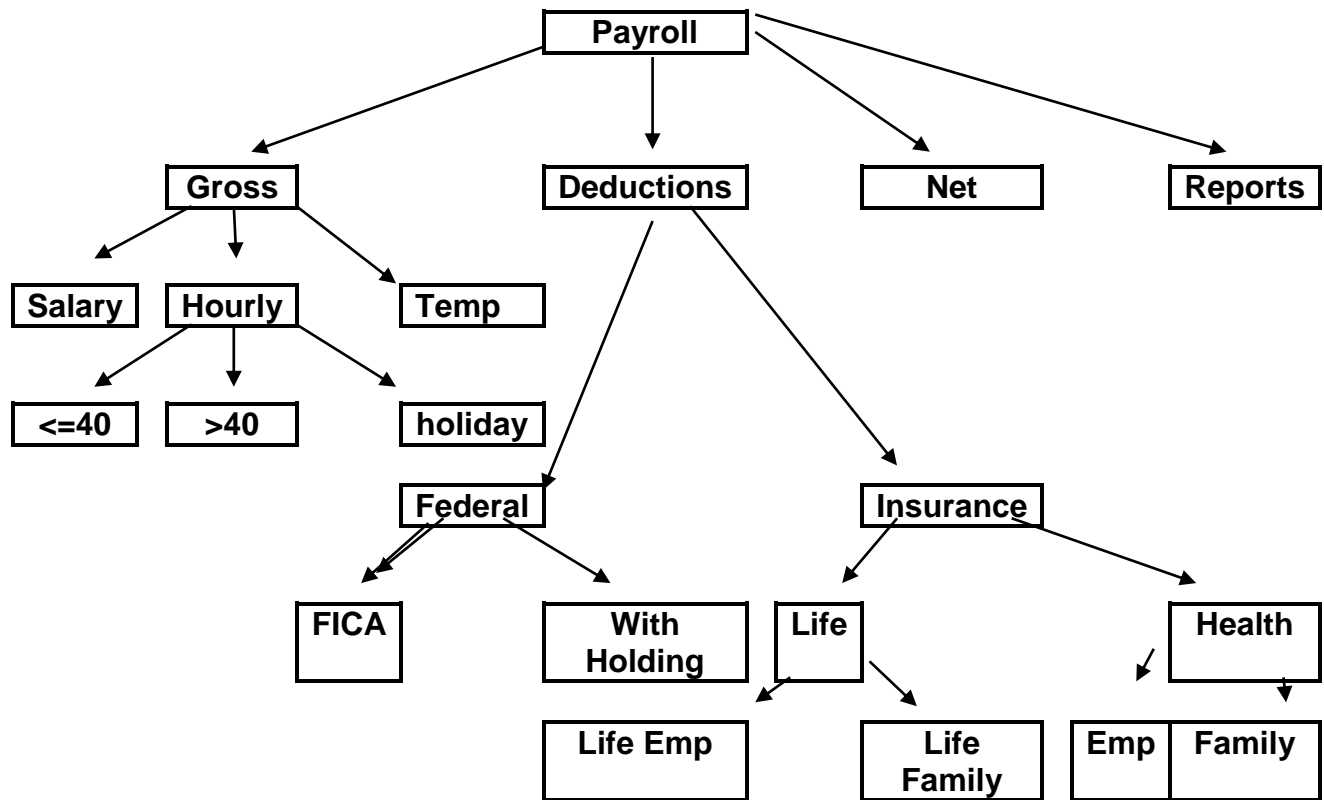 Payroll
Gross
Deductions
Net
Reports
Salary
Hourly
Temp
<=40
>40
holiday
Federal
Insurance
FICA
With
Holding
Life
Health
Life Emp
Life
Family
Emp
Family